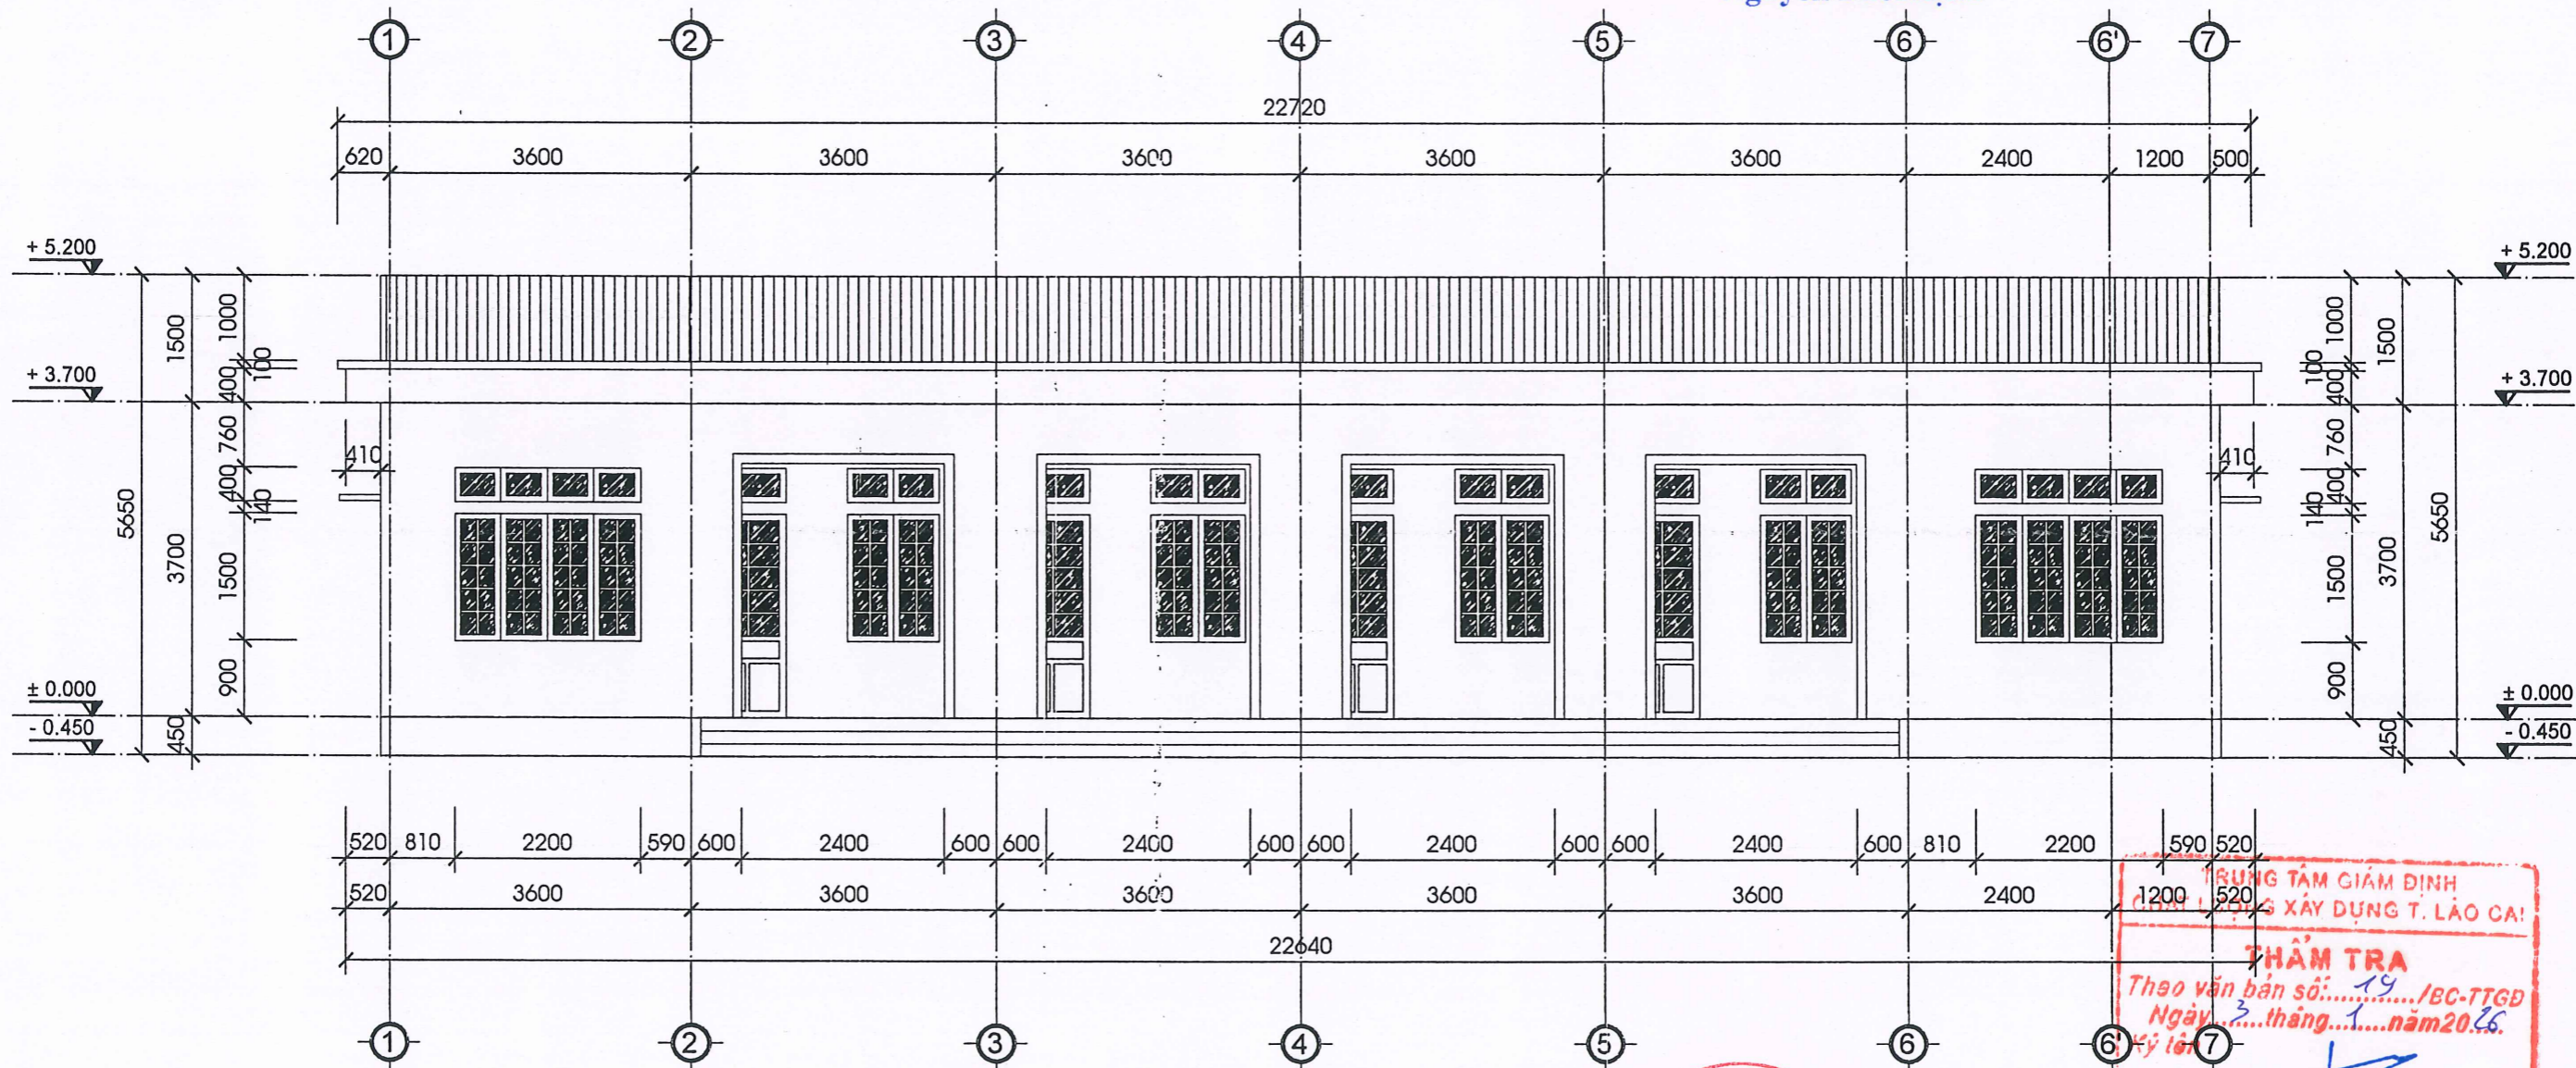 1 2 3 4 5 6 6' 7
22720
620 3600 3600 3600 3600 3600 2400 1200 500
+ 5.200 + 5.200
1000 1500 100 400 1000 1500 100 400
+ 3.700 + 3.700
760 410 400 140 760 410 400 140
5650 3700 1500 900 5650 3700 1500 900
± 0.000 ± 0.000
- 0.450 450 - 0.450 450
520 810 2200 590 600 2400 600 600 2400 600 600 2400 600 600 2400 600 810 2200 590 520
520 3600 3600 3600 3600 3600 2400 1200 520
22640
1 2 3 4 5 6 6' 7
TRUNG TÂM GIÁM ĐỊNH
CHẤT LƯỢNG XÂY DỰNG T. LÀO CAI
THẨM TRA
Theo văn bản số: 19 /BC-TTGĐ
Ngày 3 tháng 1 năm 20 26
Ký tên